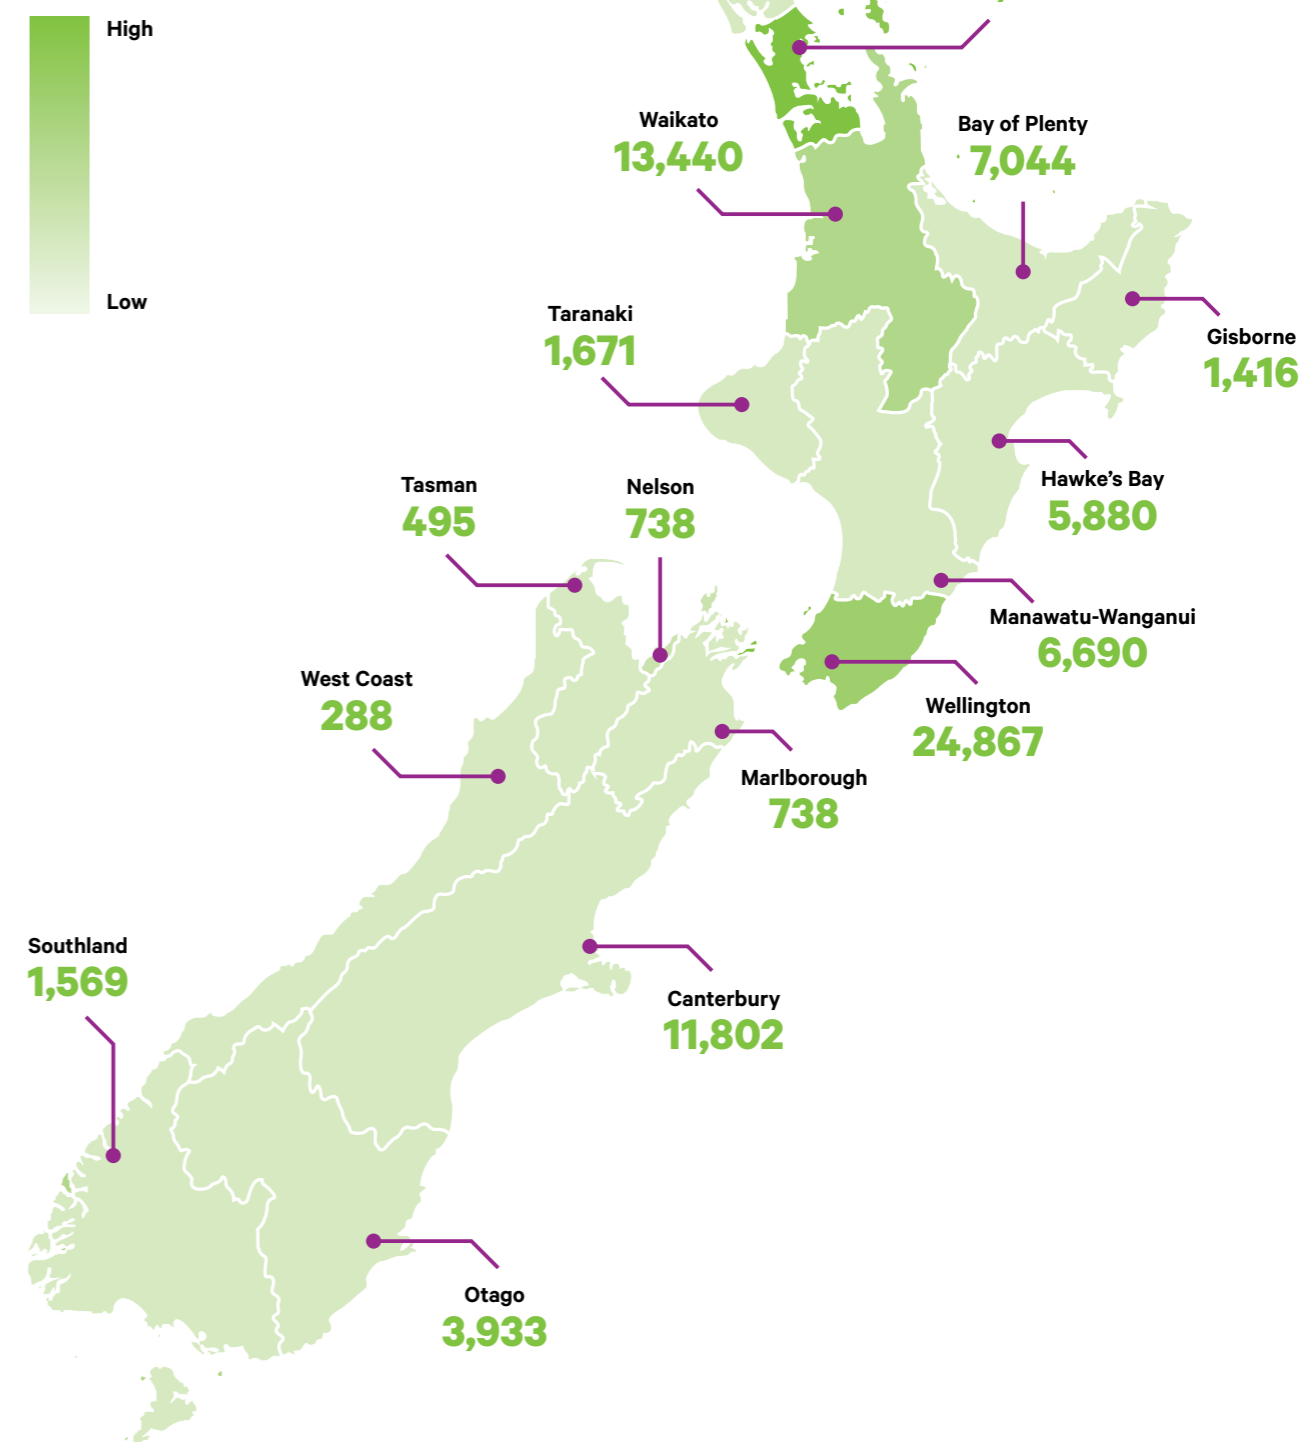 High
Low
Waikato
13,440
Bay of Plenty
7,044
Taranaki
1,671
Gisborne
1,416
Hawke’s Bay
5,880
Tasman
495
Nelson
738
Manawatu-Wanganui
6,690
West Coast
288
Wellington
24,867
Marlborough
738
Southland
1,569
Canterbury
11,802
Otago
3,933